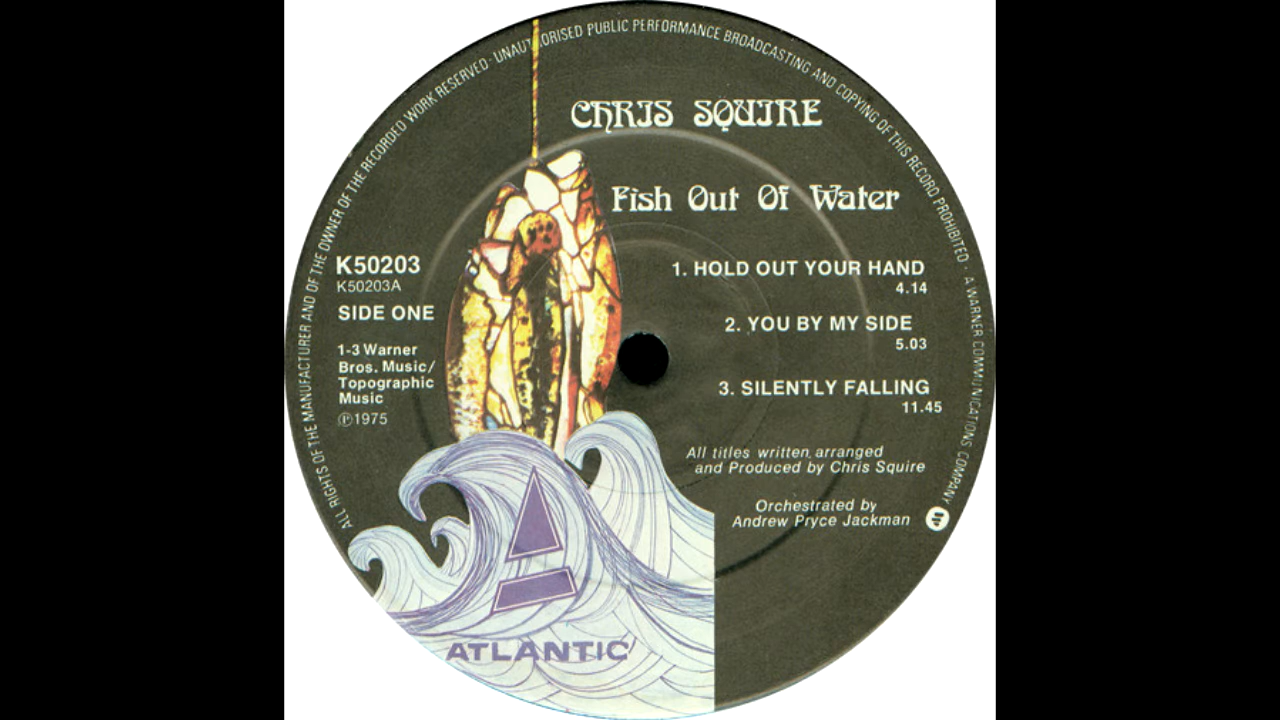 ALL RIGHTS OF THE MANUFACTURER AND OF THE OWNER OF THE RECORDED WORK RESERVED · UNAUTHORISED PUBLIC PERFORMANCE BROADCASTING AND COPYING OF THIS RECORD PROHIBITED · A WARNER COMMUNICATIONS COMPANY
CHRIS SQUIRE
Fish Out Of Water
K50203
K50203A
SIDE ONE
1-3 Warner
Bros. Music/
Topographic
Music
℗1975
1. HOLD OUT YOUR HAND
4.14
2. YOU BY MY SIDE
5.03
3. SILENTLY FALLING
11.45
All titles written, arranged
and Produced by Chris Squire
Orchestrated by
Andrew Pryce Jackman
A
ATLANTIC